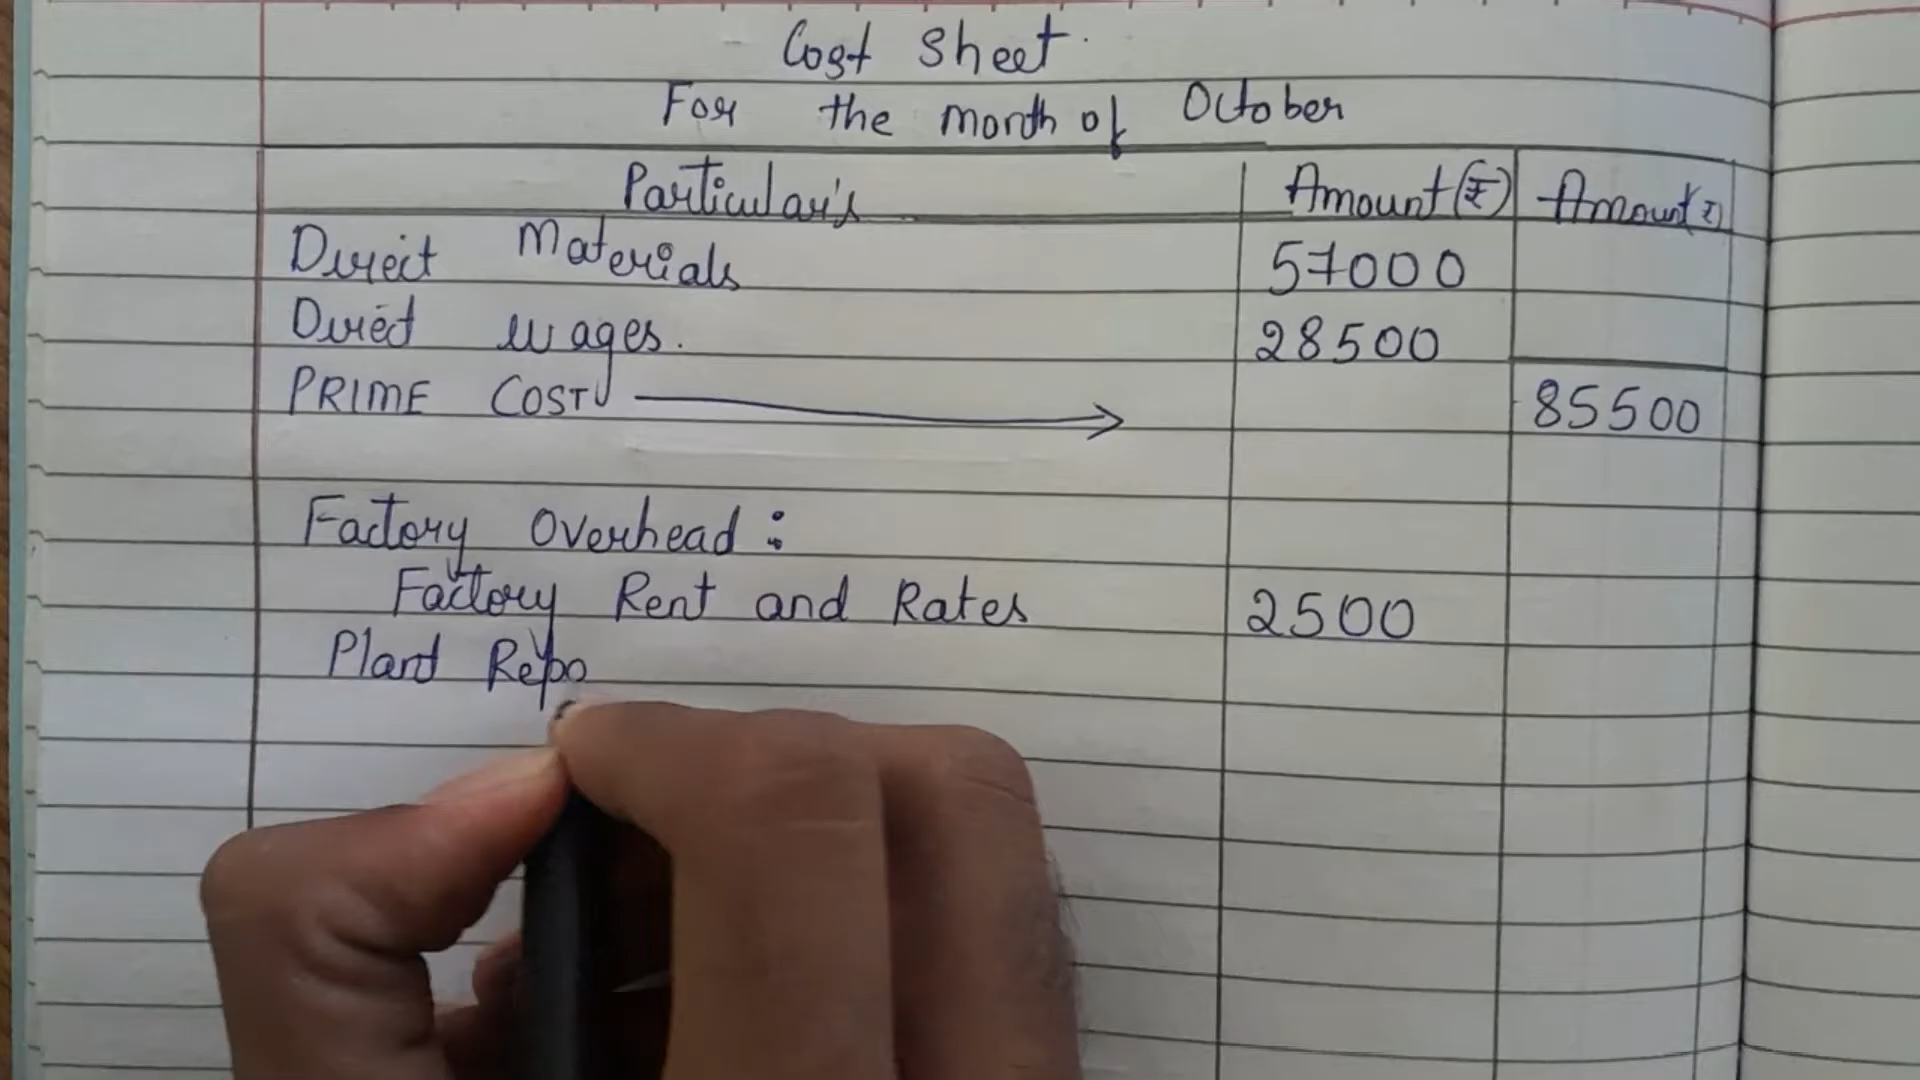 Cost Sheet.
For the month of October
Particular's Amount(₹) Amount(₹)
Direct Materials 57000
Direct wages. 28500
PRIME COST → 85500
Factory Overhead :
Factory Rent and Rates 2500
Plant Repa